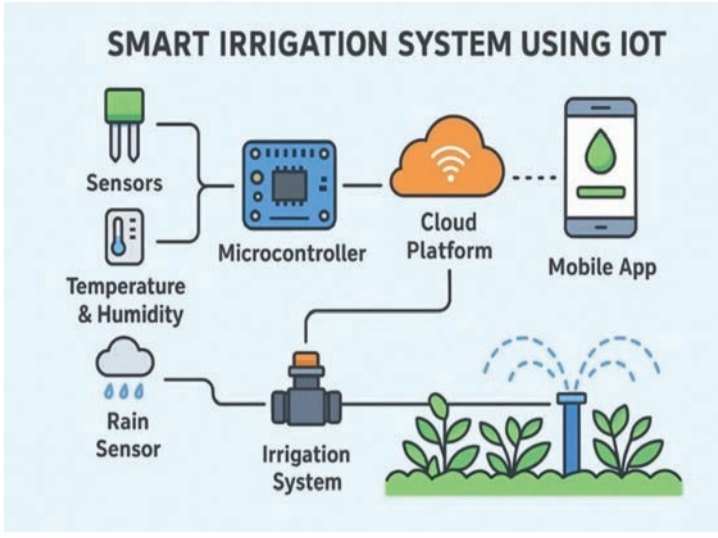 SMART IRRIGATION SYSTEM USING IOT
Sensors
Microcontroller
Cloud
Platform
Mobile App
Temperature
& Humidity
Rain
Sensor
Irrigation
System